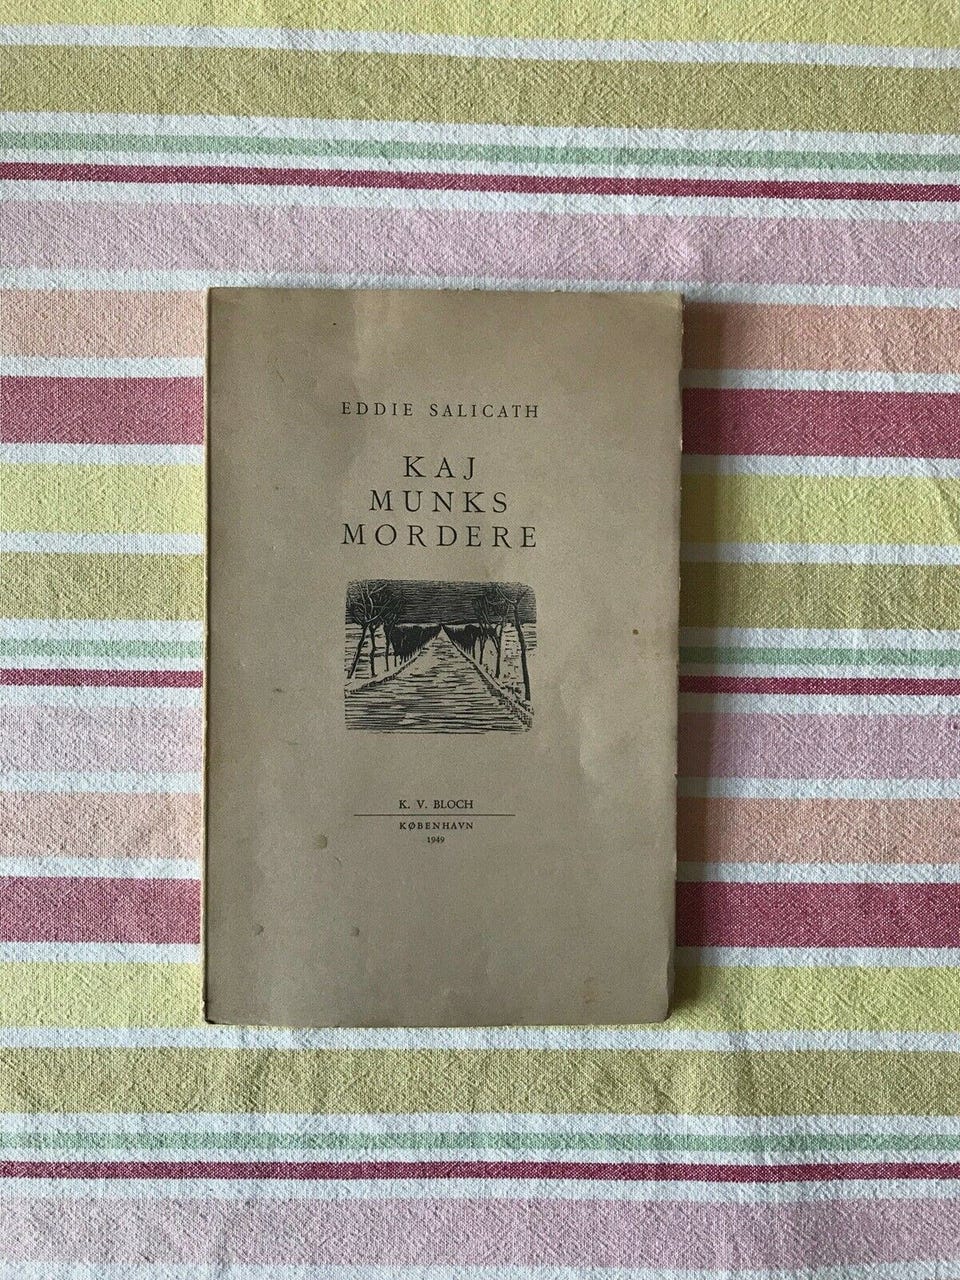 EDDIE SALICATH
KAJ
MUNKS
MORDERE
K. V. BLOCH
KØBENHAVN
1949